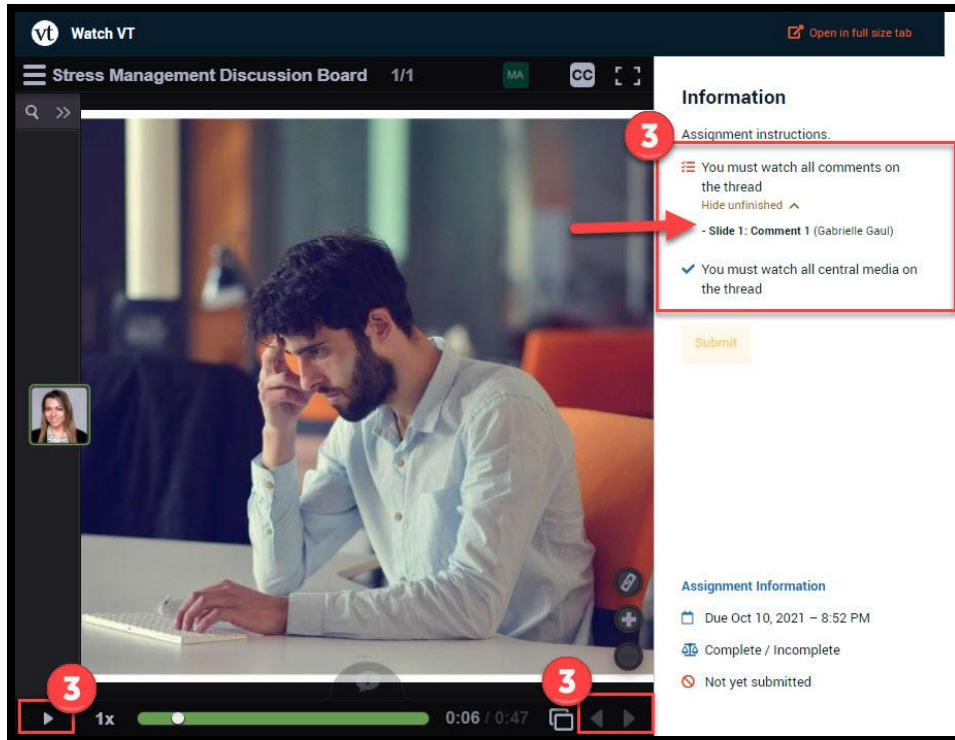 vt Watch VT
Open in full size tab
Stress Management Discussion Board 1/1 MA CC
Information
Assignment instructions.
3
You must watch all comments on
the thread
Hide unfinished
- Slide 1: Comment 1 (Gabrielle Gaul)
You must watch all central media on
the thread
Submit
Assignment Information
Due Oct 10, 2021 – 8:52 PM
Complete / Incomplete
Not yet submitted
3
3
1x 0:06 / 0:47